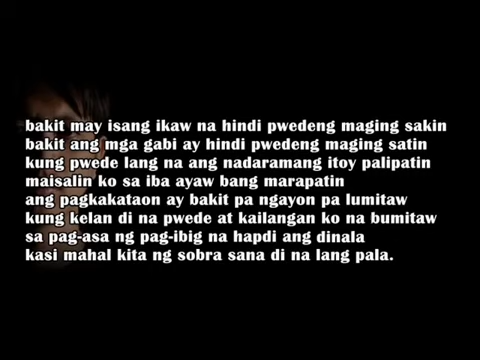 bakit may isang ikaw na hindi pwedeng maging sakin
bakit ang mga gabi ay hindi pwedeng maging satin
kung pwede lang na ang nadaramang itoy palipatin
maisalin ko sa iba ayaw bang marapatin
ang pagkakataon ay bakit pa ngayon pa lumitaw
kung kelan di na pwede at kailangan ko na bumitaw
sa pag-asa ng pag-ibig na hapdi ang dinala
kasi mahal kita ng sobra sana di na lang pala.